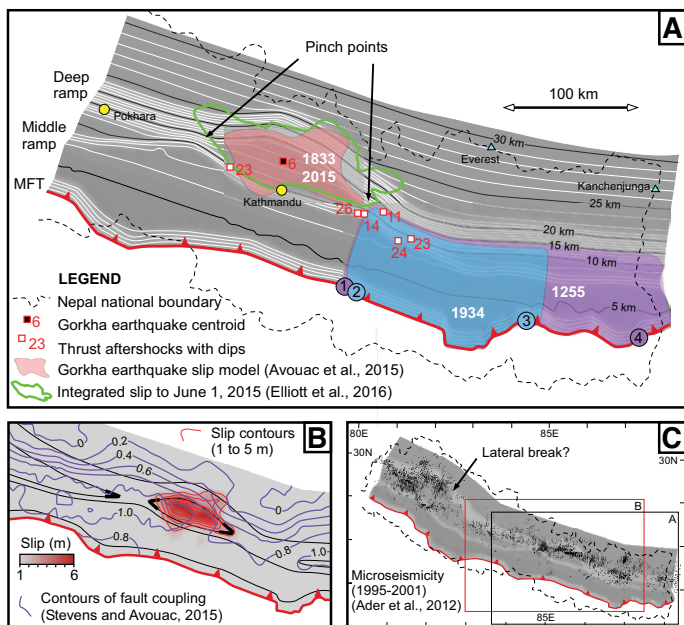 A
Pinch points
100 km
Deep
ramp
Pokhara
Middle
ramp
30 km
Everest
Kanchenjunga
25 km
1833
6
2015
23
MFT
Kathmandu
26
14
11
20 km
15 km
24
23
10 km
LEGEND
Nepal national boundary
6
Gorkha earthquake centroid
23
Thrust aftershocks with dips
Gorkha earthquake slip model (Avouac et al., 2015)
Integrated slip to June 1, 2015 (Elliott et al., 2016)
1
2
1934
3
1255
5 km
4
B
0
0.2
0.4
0.6
Slip contours
(1 to 5 m)
0
1.0
0.8
0.8
1.0
Slip (m)
1
6
Contours of fault coupling
(Stevens and Avouac, 2015)
C
80E
85E
30N
30N
Lateral break?
B
A
Microseismicity
(1995-2001)
(Ader et al., 2012)
85E